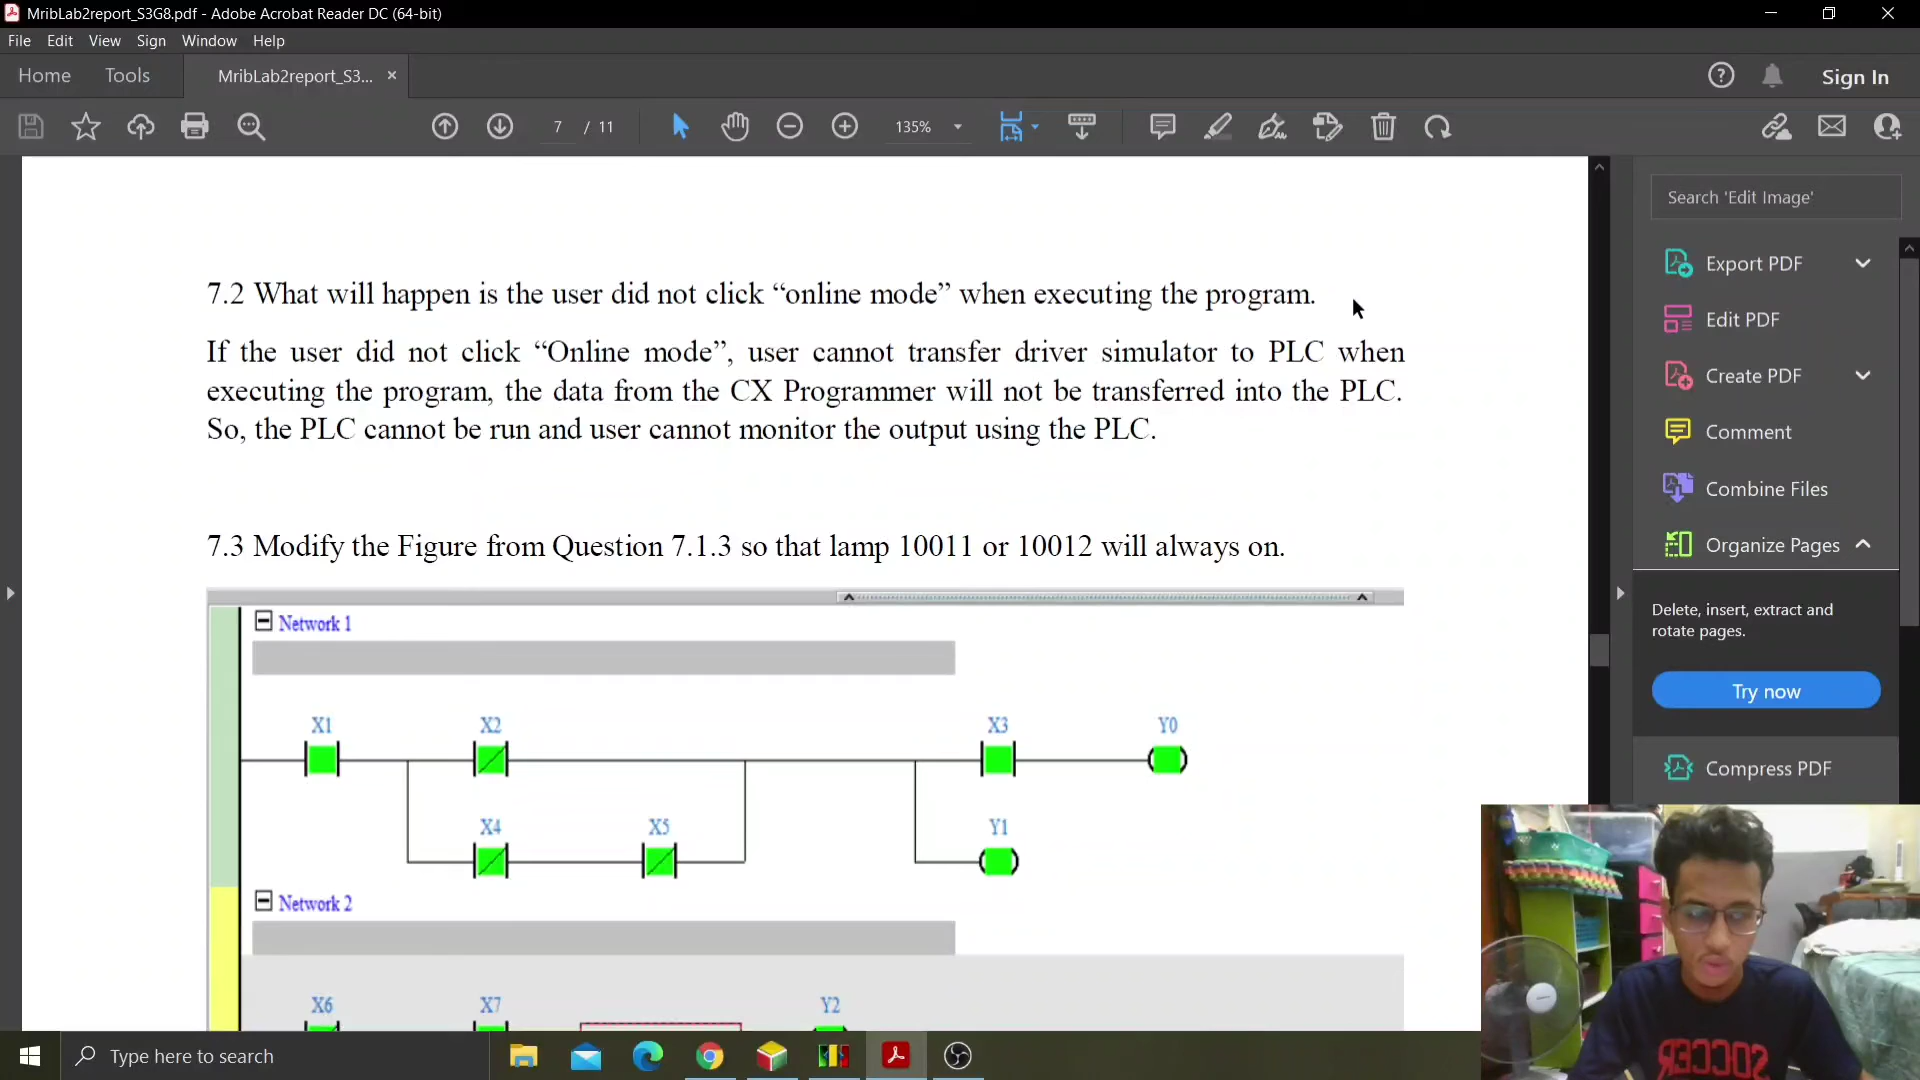 MribLab2report_S3G8.pdf - Adobe Acrobat Reader DC (64-bit)
File Edit View Sign Window Help
Home Tools MribLab2report_S3... × Sign In
7 / 11 135%
Search 'Edit Image'
Export PDF
Edit PDF
Create PDF
Comment
Combine Files
Organize Pages
Delete, insert, extract and
rotate pages.
Try now
Compress PDF
7.2 What will happen is the user did not click “online mode” when executing the program.
If the user did not click “Online mode”, user cannot transfer driver simulator to PLC when
executing the program, the data from the CX Programmer will not be transferred into the PLC.
So, the PLC cannot be run and user cannot monitor the output using the PLC.
7.3 Modify the Figure from Question 7.1.3 so that lamp 10011 or 10012 will always on.
Network 1
X1 X2 X3 Y0
X4 X5 Y1
Network 2
X6 X7 Y2
SOCCER
Type here to search